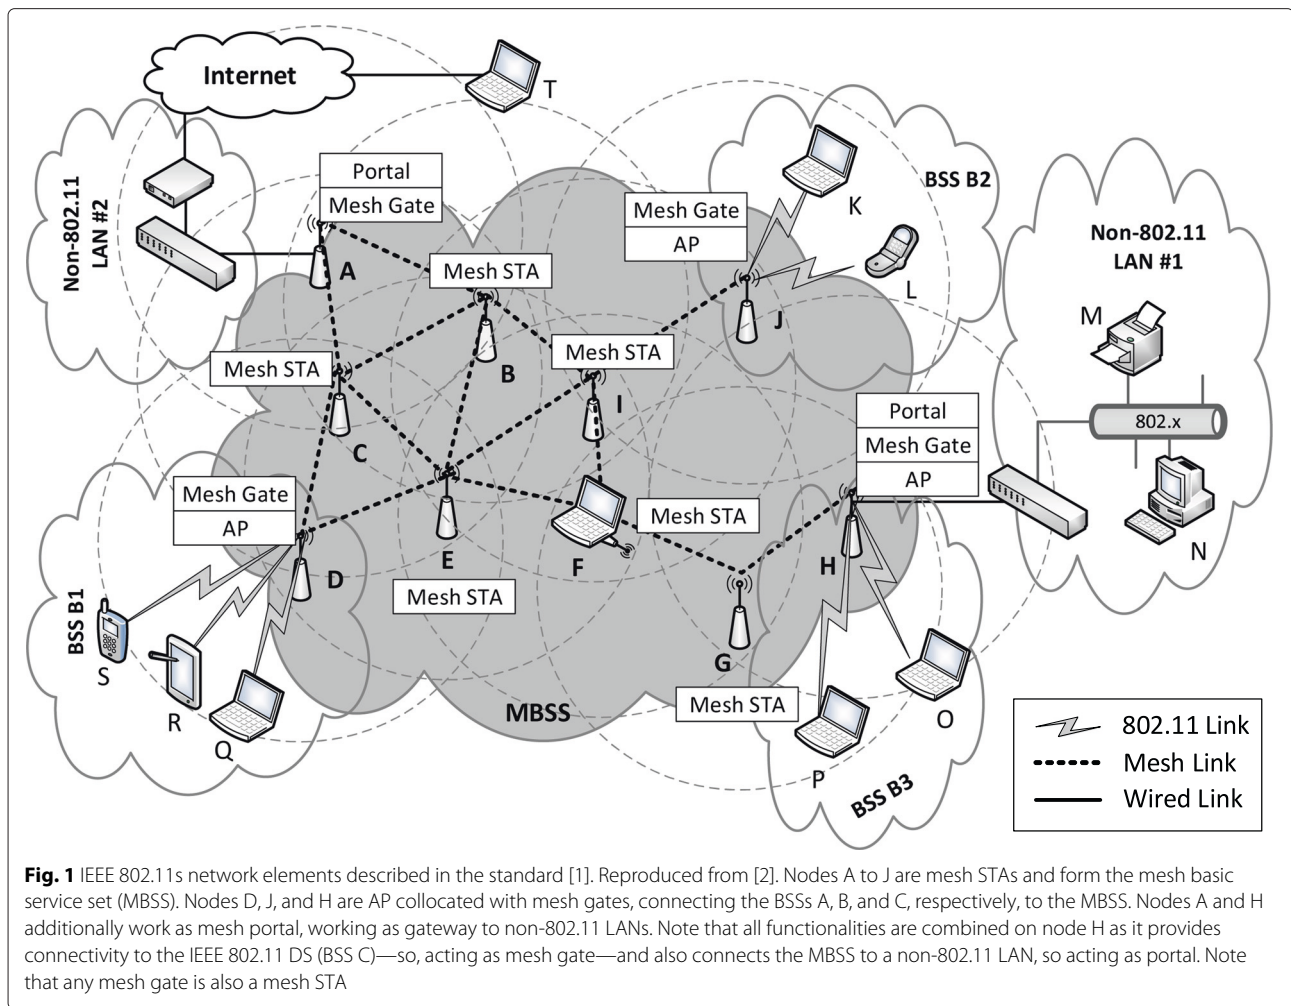 Internet
T
Non-802.11
LAN #2
Portal
Mesh Gate
A
Mesh STA
B
Mesh STA
C
Mesh Gate
AP
J
K
L
BSS B2
Mesh STA
I
Non-802.11
LAN #1
M
802.x
N
Portal
Mesh Gate
AP
H
Mesh Gate
AP
D
E
Mesh STA
F
Mesh STA
G
Mesh STA
BSS B1
S
R
Q
MBSS
P
O
BSS B3
802.11 Link
Mesh Link
Wired Link
Fig. 1 IEEE 802.11s network elements described in the standard [1]. Reproduced from [2]. Nodes A to J are mesh STAs and form the mesh basic
service set (MBSS). Nodes D, J, and H are AP collocated with mesh gates, connecting the BSSs A, B, and C, respectively, to the MBSS. Nodes A and H
additionally work as mesh portal, working as gateway to non-802.11 LANs. Note that all functionalities are combined on node H as it provides
connectivity to the IEEE 802.11 DS (BSS C)—so, acting as mesh gate—and also connects the MBSS to a non-802.11 LAN, so acting as portal. Note
that any mesh gate is also a mesh STA